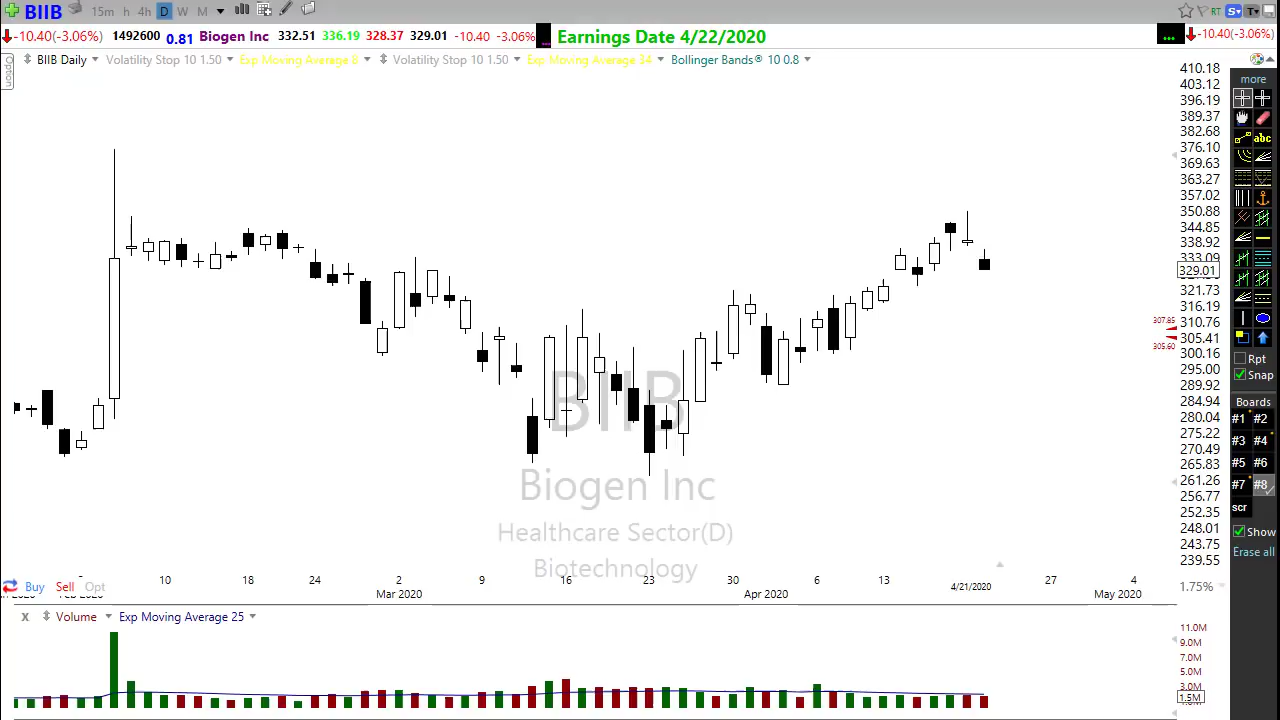 BIIB 15m h 4h D W M RT S T
-10.40(-3.06%) 1492600 0.81 Biogen Inc 332.51 336.19 328.37 329.01 -10.40 -3.06% ... Earnings Date 4/22/2020 ... -10.40(-3.06%)
Option BIIB Daily Volatility Stop 10 1.50 Exp Moving Average 8 Volatility Stop 10 1.50 Exp Moving Average 34 Bollinger Bands® 10 0.8
410.18
403.12
396.19
389.37
382.68
376.10
369.63
363.27
357.02
350.88
344.85
338.92
333.09
329.01
321.73
316.19
310.76
305.41
300.16
295.00
289.92
284.94
280.04
275.22
270.49
265.83
261.26
256.77
252.35
248.01
243.75
239.55
307.85
305.60
more
abc
Rpt
Snap
Boards
#1 #2
#3 #4
#5 #6
#7 #8
scr
Show
Erase all
BIIB
Biogen Inc
Healthcare Sector(D)
Biotechnology
Buy Sell Opt 10 18 24 2 9 16 23 30 6 13 4/21/2020 27 4 1.75%
Mar 2020 Apr 2020 May 2020
x Volume Exp Moving Average 25
11.0M
9.0M
7.0M
5.0M
3.0M
1.5M